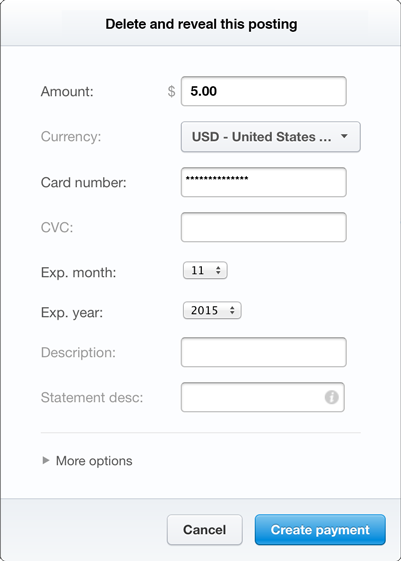 Delete and reveal this posting
Amount: $ 5.00
Currency: USD - United States ...
Card number: **************
CVC:
Exp. month: 11
Exp. year: 2015
Description:
Statement desc: i
More options
Cancel Create payment